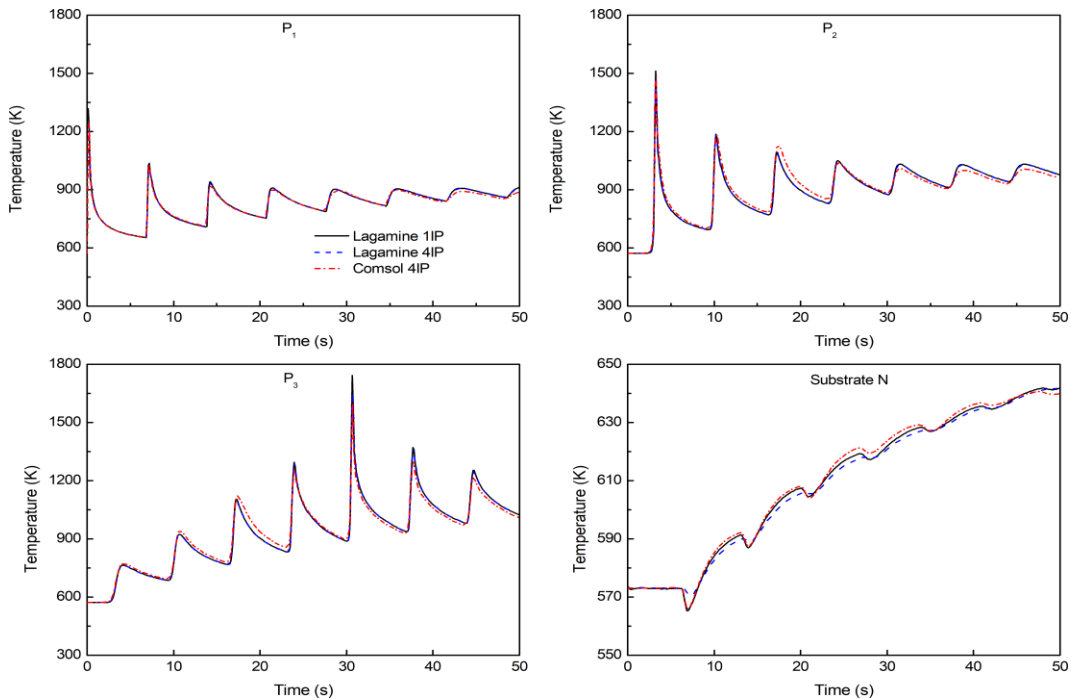 P1
Temperature (K)
1800
1500
1200
900
600
300
Lagamine 1IP
Lagamine 4IP
Comsol 4IP
0 10 20 30 40 50
Time (s)
P2
Temperature (K)
1800
1500
1200
900
600
300
0 10 20 30 40 50
Time (s)
P3
Temperature (K)
1800
1500
1200
900
600
300
0 10 20 30 40 50
Time (s)
Substrate N
Temperature (K)
650
630
610
590
570
550
0 10 20 30 40 50
Time (s)